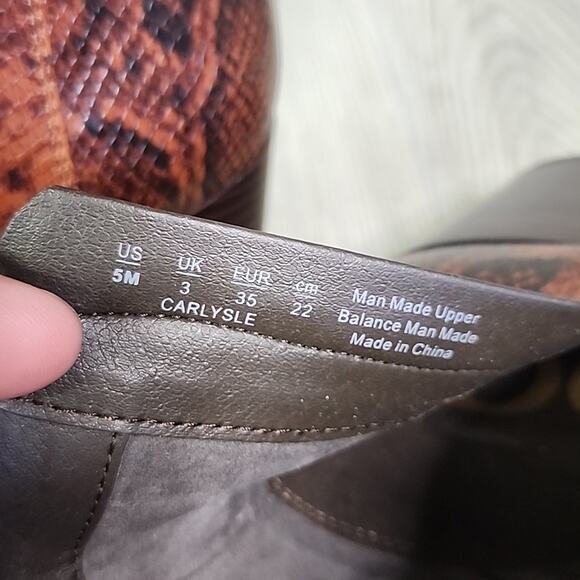 US UK EUR cm
5M 3 35 22
CARLYSLE
Man Made Upper
Balance Man Made
Made in China